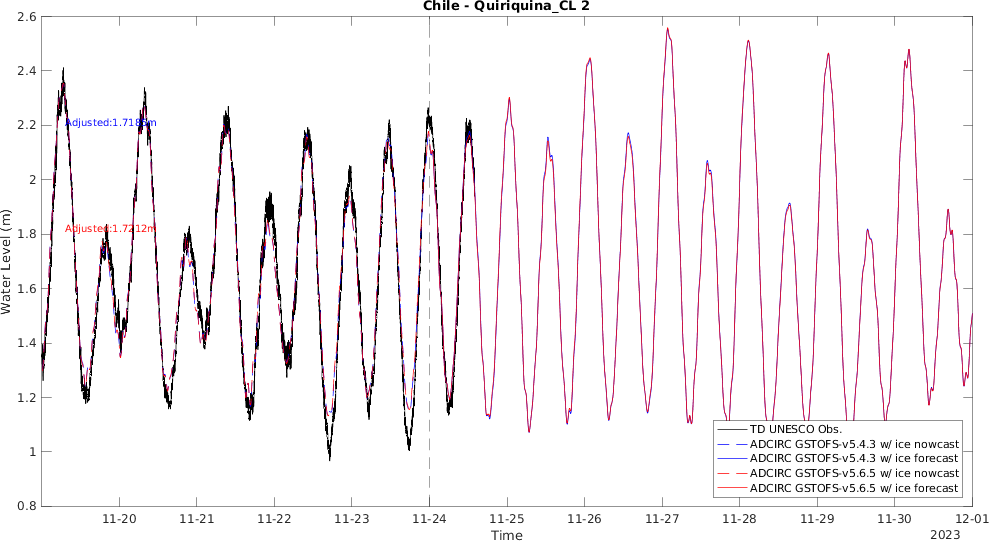 Chile - Quiriquina_CL 2
2.6
2.4
2.2
2
1.8
1.6
1.4
1.2
1
0.8
Water Level (m)
Adjusted:1.7212m
TD UNESCO Obs.
ADCIRC GSTOFS-v5.4.3 w/ ice nowcast
ADCIRC GSTOFS-v5.4.3 w/ ice forecast
ADCIRC GSTOFS-v5.6.5 w/ ice nowcast
ADCIRC GSTOFS-v5.6.5 w/ ice forecast
11-20 11-21 11-22 11-23 11-24 11-25 11-26 11-27 11-28 11-29 11-30 12-01
Time
2023